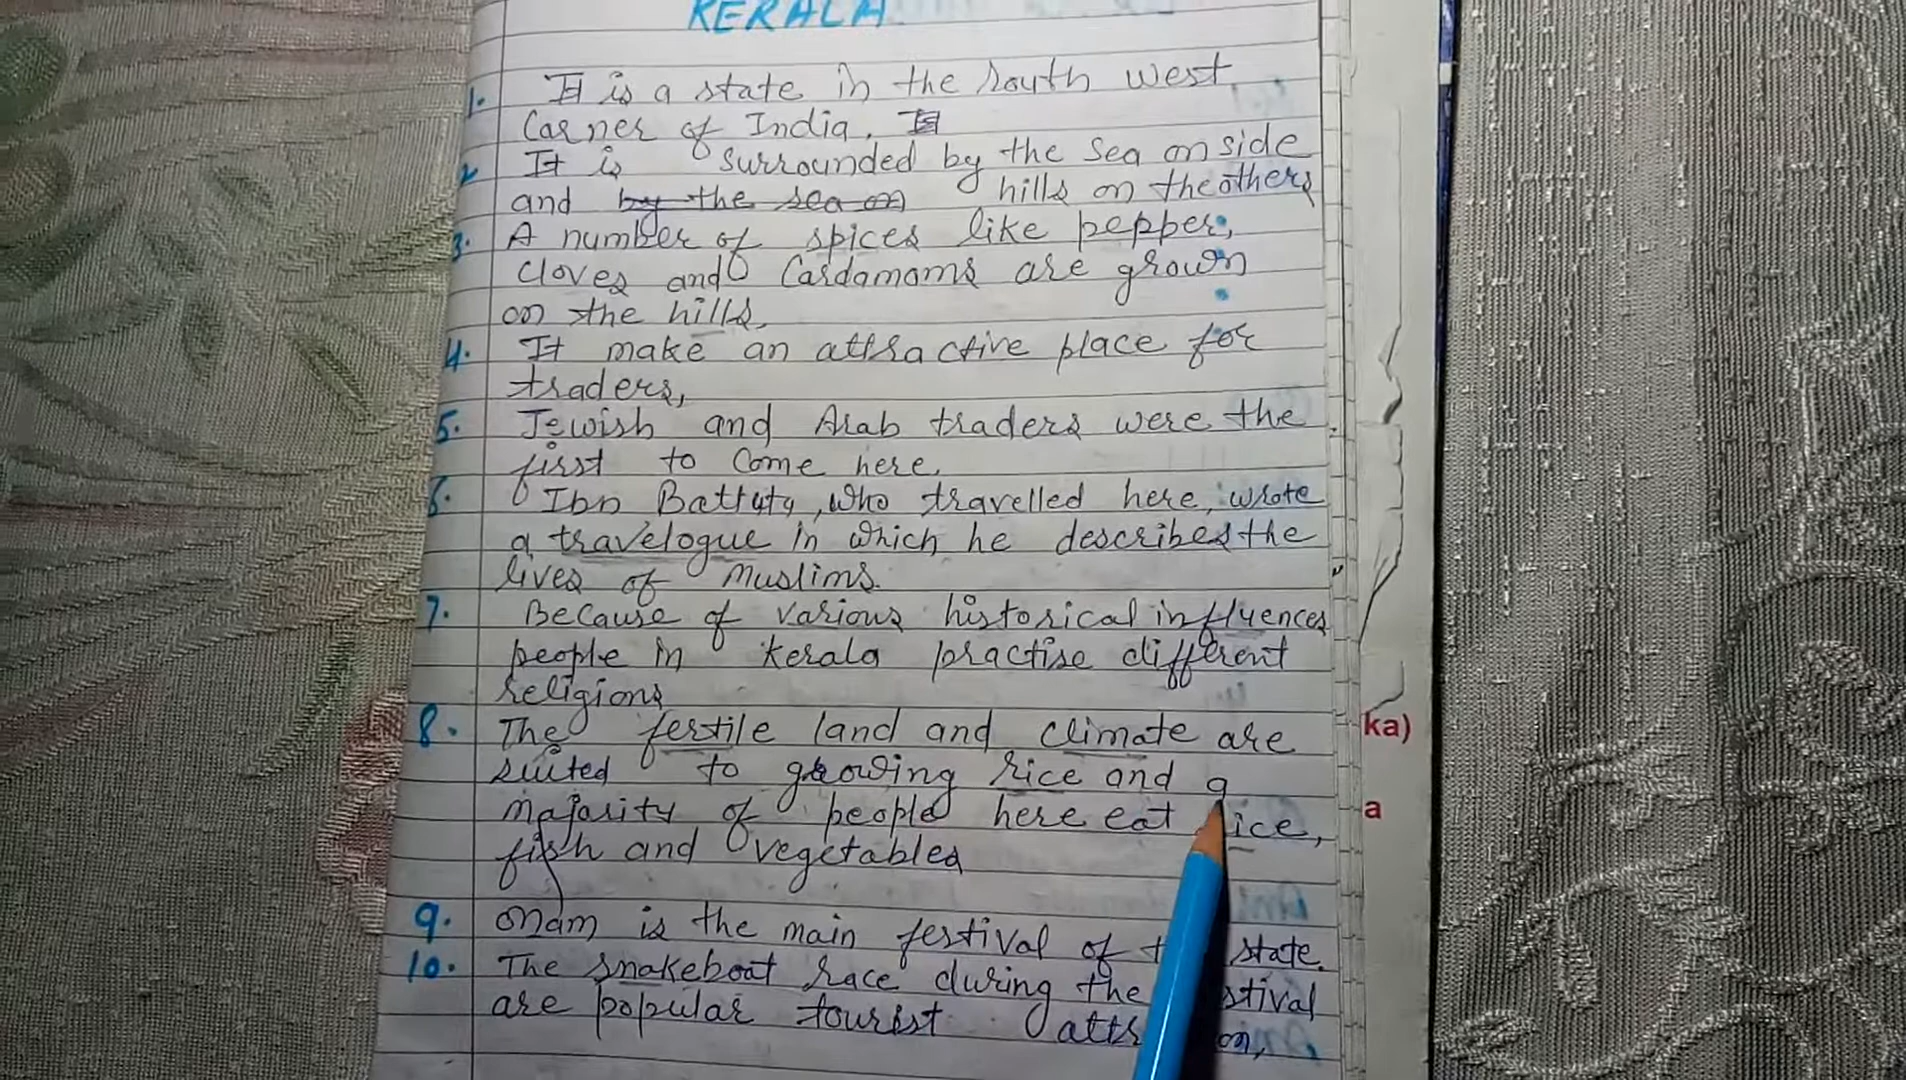 KERALA
1. It is a state in the south west
Corner of India.
2. It is surrounded by the sea on side
and by the sea on hills on the others
3. A number of spices like pepper,
cloves and Cardamoms are grown
on the hills,
4. It make an attractive place for
traders,
5. Jewish and Arab traders were the
first to Come here,
6. Ibn Battuty, who travelled here, wrote
a travelogue in which he describes the
lives of Muslims.
7. Because of various historical influences
people in kerala practise different
religions
8. The fertile land and climate are
suited to growing rice and a
majority of people here eat ice,
fish and vegetables
9. Onam is the main festival of state.
10. The snakeboat race during the stival
are popular tourist
ka)
a